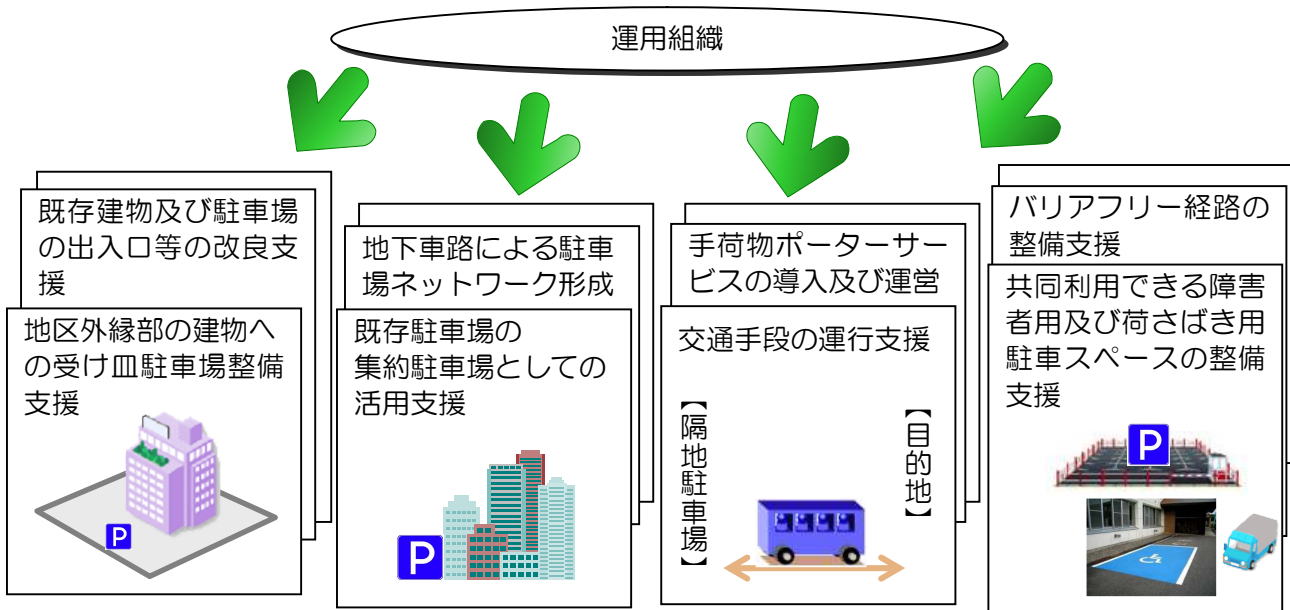 運用組織
既存建物及び駐車場
の出入口等の改良支
援
地区外縁部の建物へ
の受け皿駐車場整備
支援
P
地下車路による駐車
場ネットワーク形成
既存駐車場の
集約駐車場としての
活用支援
P
手荷物ポーターサー
ビスの導入及び運営
交通手段の運行支援
【隔地駐車場】
【目的地】
バリアフリー経路の
整備支援
共同利用できる障害
者用及び荷さばき用
駐車スペースの整備
支援
P